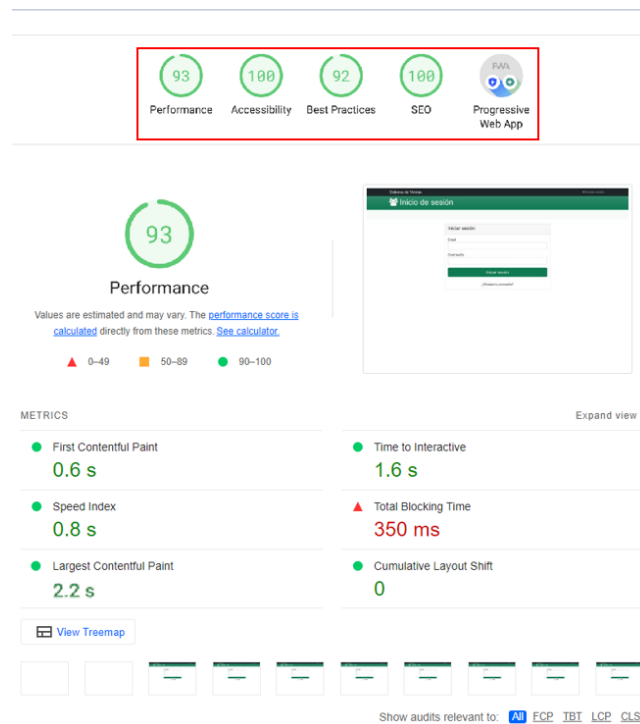 93
100
92
100
PWA
Performance
Accessibility
Best Practices
SEO
Progressive
Web App
93
Performance
Values are estimated and may vary. The performance score is
calculated directly from these metrics. See calculator.
0–49
50–89
90–100
Inicio de sesión
Iniciar sesión
Email
Iniciar sesión
METRICS
Expand view
First Contentful Paint
0.6 s
Time to Interactive
1.6 s
Speed Index
0.8 s
Total Blocking Time
350 ms
Largest Contentful Paint
2.2 s
Cumulative Layout Shift
0
View Treemap
Show audits relevant to: All FCP TBT LCP CLS